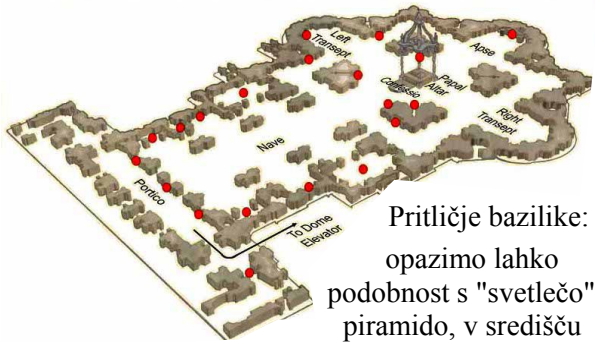 Left
Transept
Apse
Papal
Altar
Confessio
Right
Transept
Nave
Portico
To Dome
Elevator
Pritličje bazilike:
opazimo lahko
podobnost s "svetlečo"
piramido, v središču